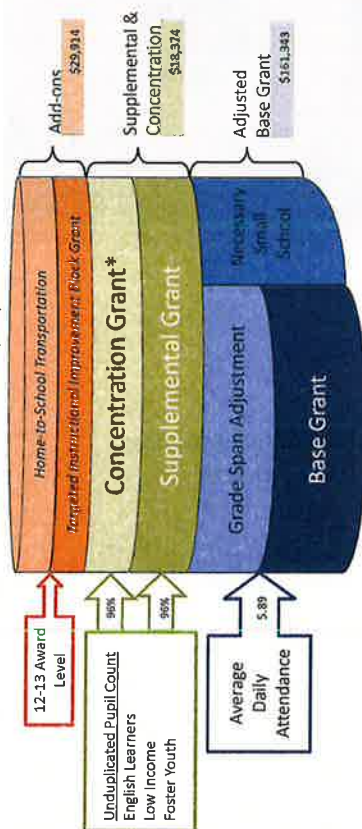 12-13 Award
Level
Unduplicated Pupil Count
English Learners
Low Income
Foster Youth
96%
96%
Average
Daily
Attendance
5.89
Home-to-School Transportation
Targeted Instructional Improvement Block Grant
Concentration Grant*
Supplemental Grant
Grade Span Adjustment
Base Grant
Necessary
Small
School
Add-ons
$29,914
Supplemental &
Concentration
$18,374
Adjusted
Base Grant
$161,343